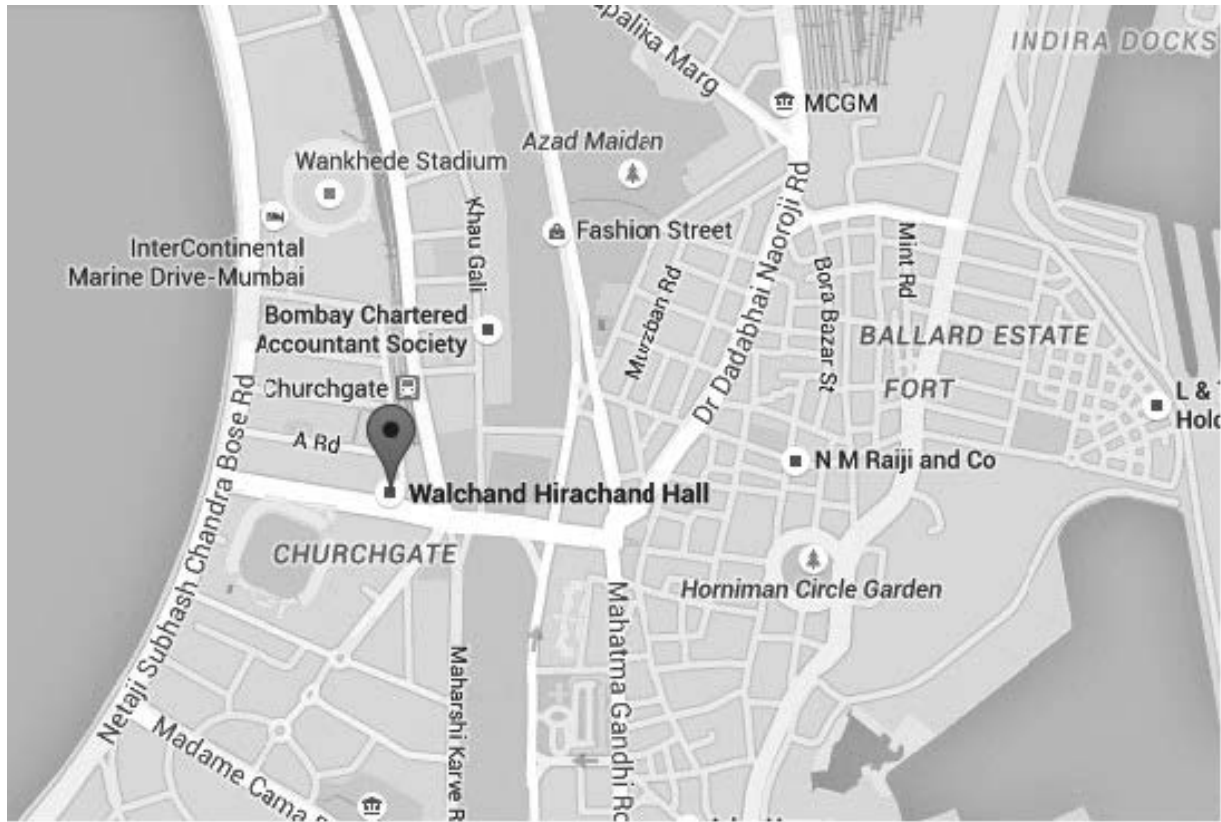 INDIRA DOCKS
apalika Marg
MCGM
Azad Maidan
Wankhede Stadium
Khau Gali
Fashion Street
InterContinental
Marine Drive-Mumbai
Dr Dadabhai Naoroji Rd
Mint Rd
Bora Bazar St
Murzban Rd
Bombay Chartered
Accountant Society
BALLARD ESTATE
Churchgate
FORT
L &
Holc
A Rd
N M Raiji and Co
Walchand Hirachand Hall
CHURCHGATE
Horniman Circle Garden
Netaji Subhash Chandra Bose Rd
Mahatma Gandhi Ro
Maharshi Karve R
Madame Cama